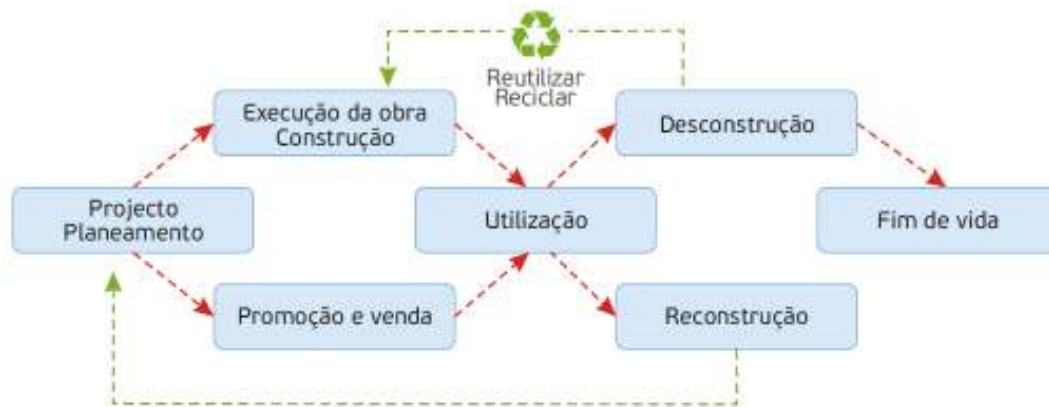 Reutilizar
Reciclar
Execução da obra
Construção
Desconstrução
Projecto
Planeamento
Utilização
Fim de vida
Promoção e venda
Reconstrução